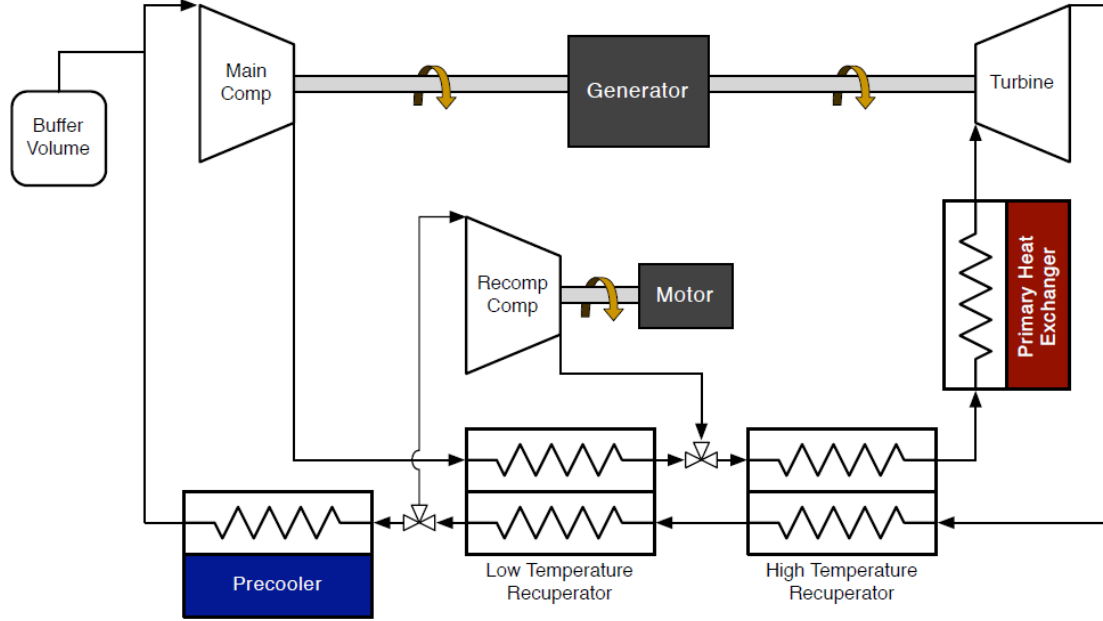 Main
Comp
Generator
Turbine
Buffer
Volume
Recomp
Comp
Motor
Primary Heat
Exchanger
Precooler
Low Temperature
Recuperator
High Temperature
Recuperator